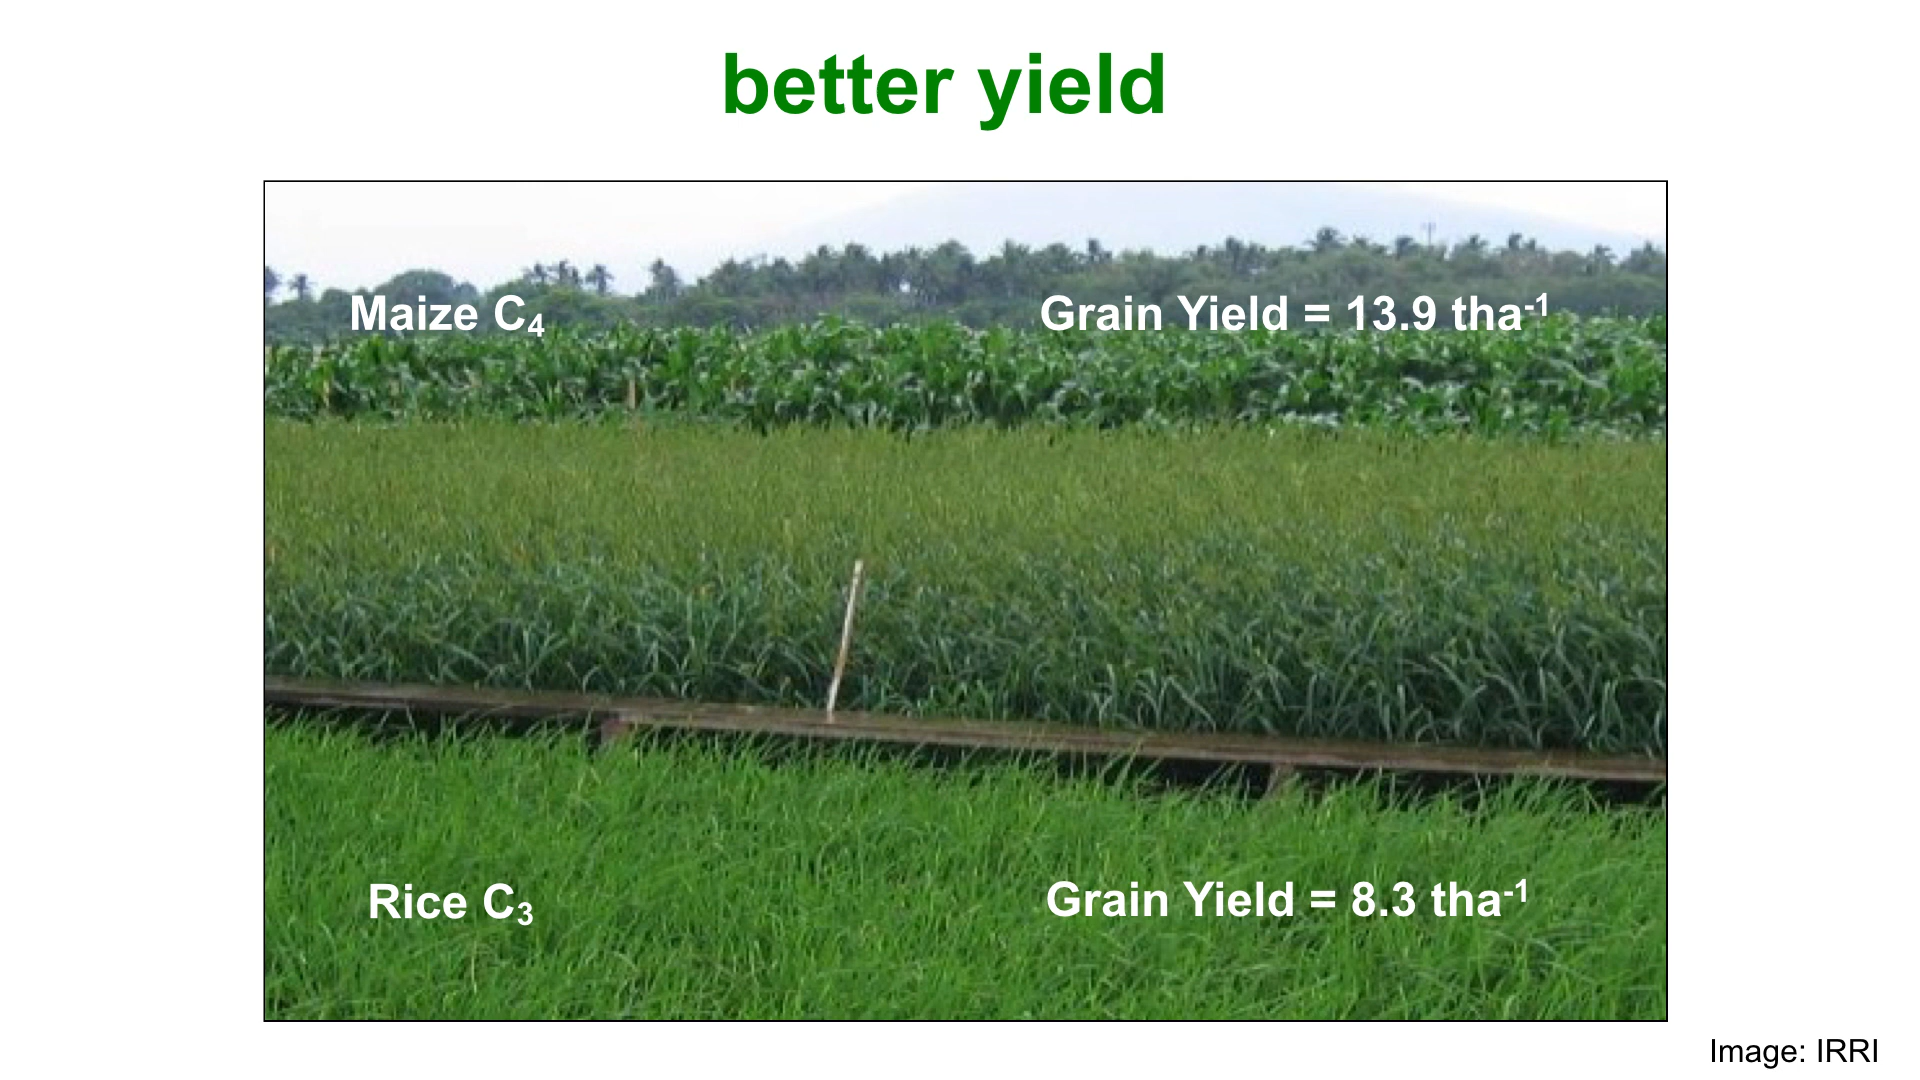 better yield
Maize C₄
Grain Yield = 13.9 tha⁻¹
Rice C₃
Grain Yield = 8.3 tha⁻¹
Image: IRRI